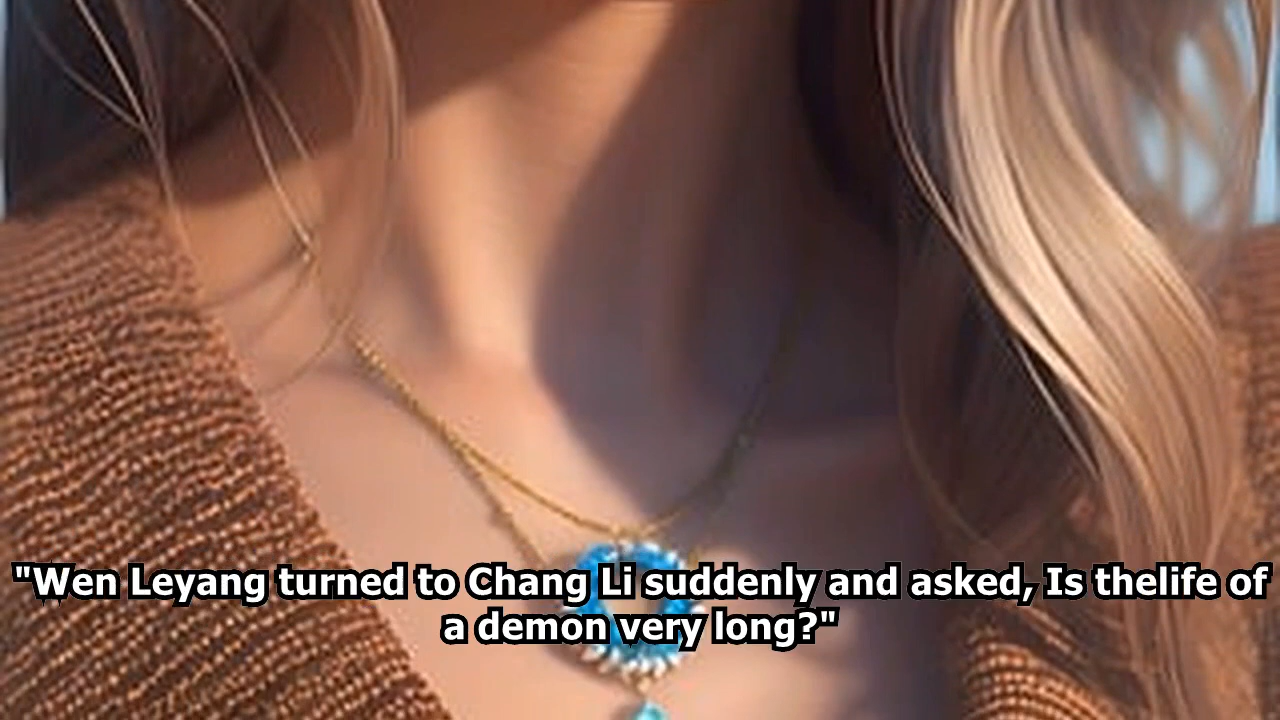 "Wen Leyang turned to Chang Li suddenly and asked, Is thelife of
a demon very long?"